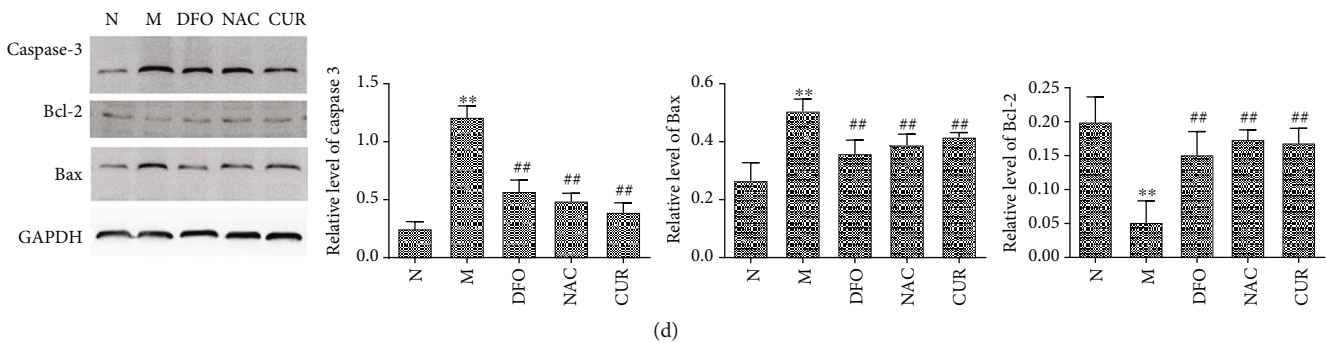 N M DFO NAC CUR
Caspase-3
Bcl-2
Bax
GAPDH
Relative level of caspase 3
1.5
1.0
0.5
0.0
**
##
##
##
N
M
DFO
NAC
CUR
Relative level of Bax
0.6
0.4
0.2
0.0
**
##
##
##
N
M
DFO
NAC
CUR
Relative level of Bcl-2
0.25
0.20
0.15
0.10
0.05
0.00
**
##
##
##
N
M
DFO
NAC
CUR
(d)